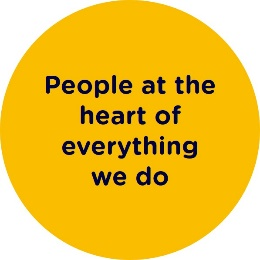 People at the
heart of
everything
we do